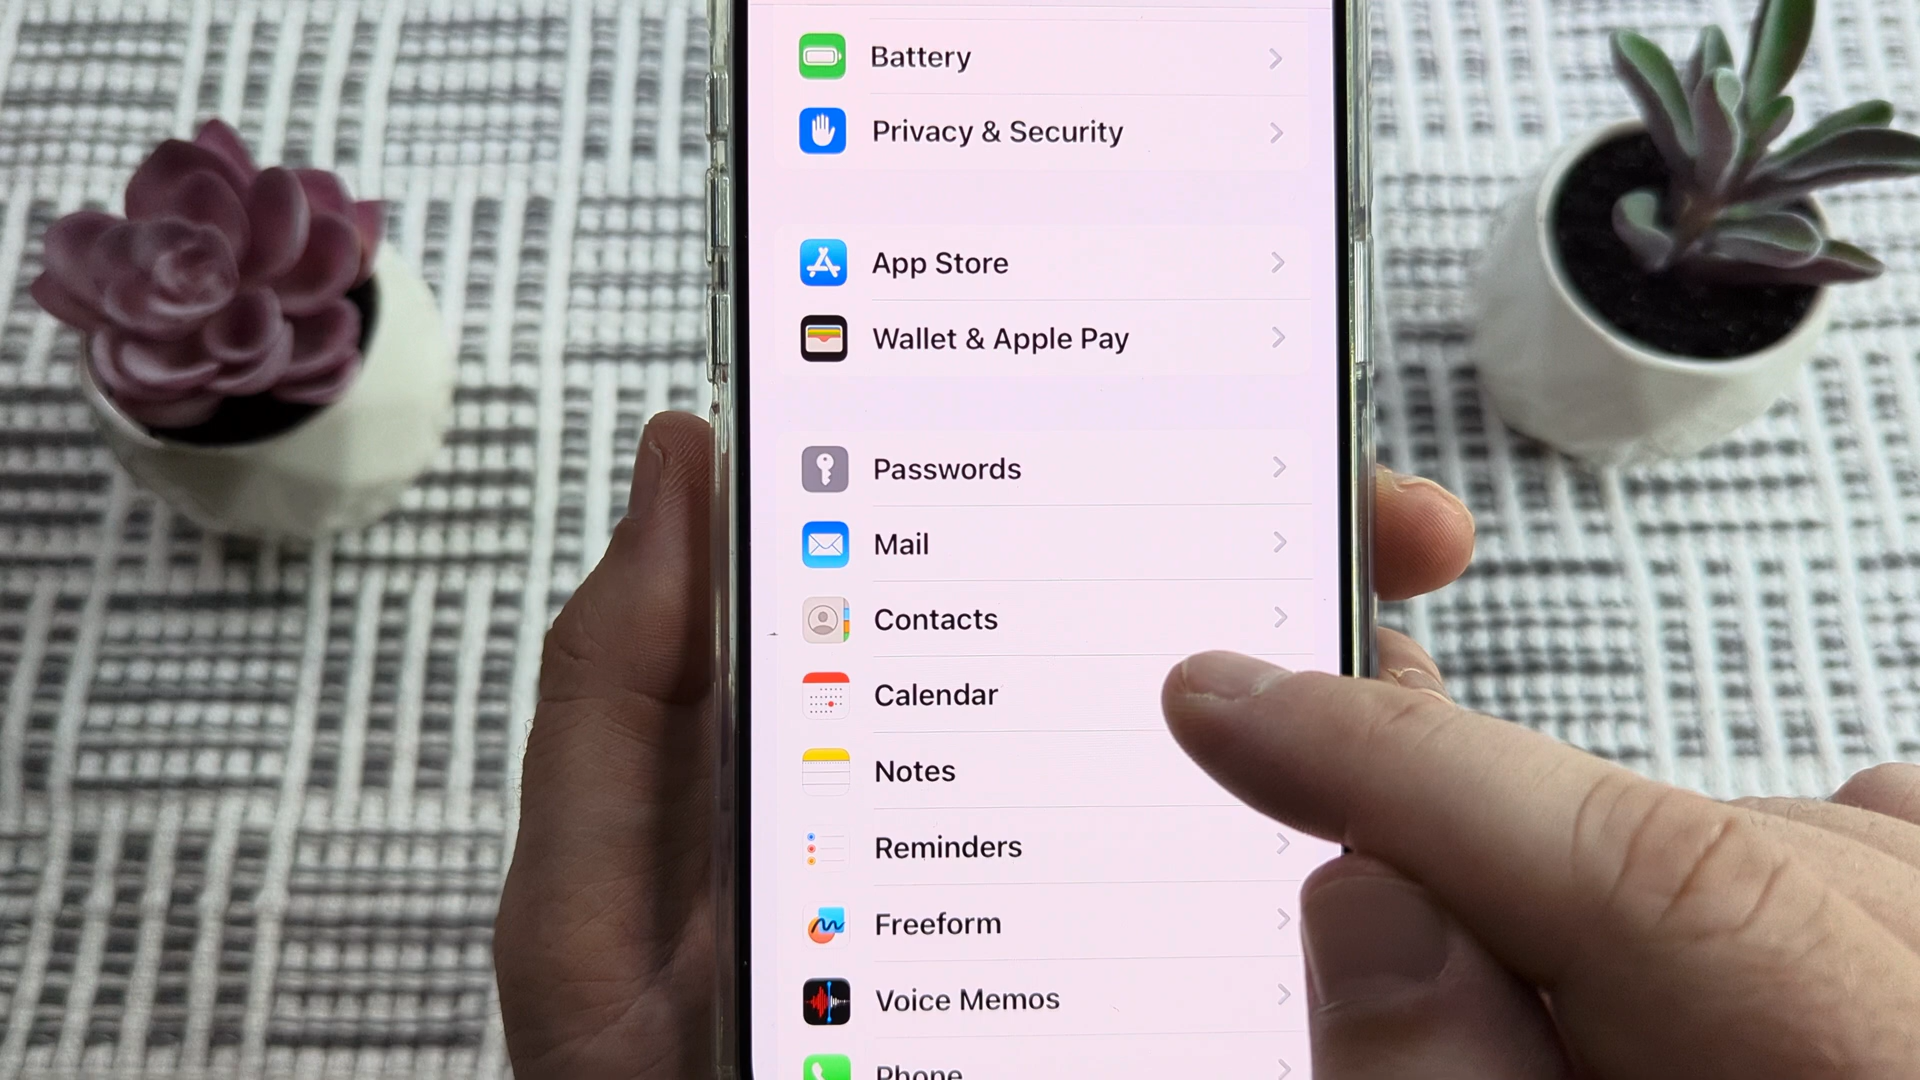 Battery
Privacy & Security
App Store
Wallet & Apple Pay
Passwords
Mail
Contacts
Calendar
Notes
Reminders
Freeform
Voice Memos
Phone